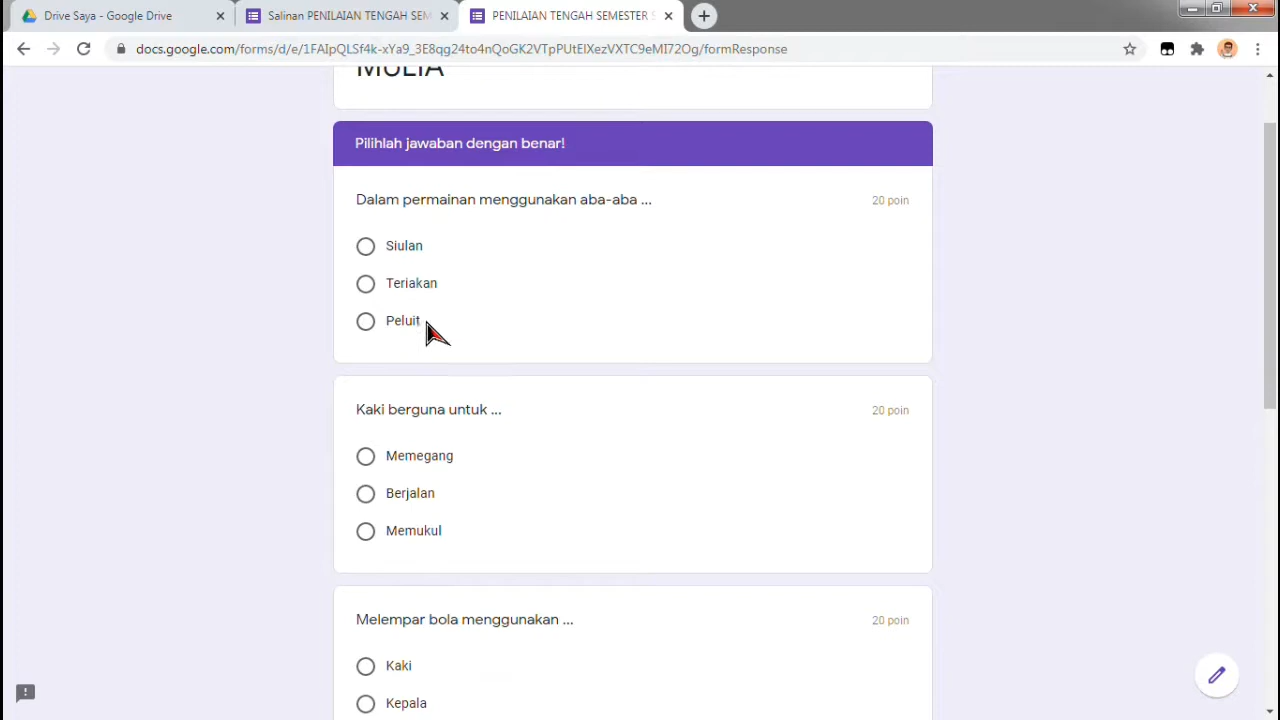 Drive Saya - Google Drive
Salinan PENILAIAN TENGAH SEM
PENILAIAN TENGAH SEMESTER S
docs.google.com/forms/d/e/1FAIpQLSf4k-xYa9_3E8qg24to4nQoGK2VTpPUtElXezVXTC9eMI72Og/formResponse
MULIA
Pilihlah jawaban dengan benar!
Dalam permainan menggunakan aba-aba ...
20 poin
Siulan
Teriakan
Peluit
Kaki berguna untuk ...
20 poin
Memegang
Berjalan
Memukul
Melempar bola menggunakan ...
20 poin
Kaki
Kepala